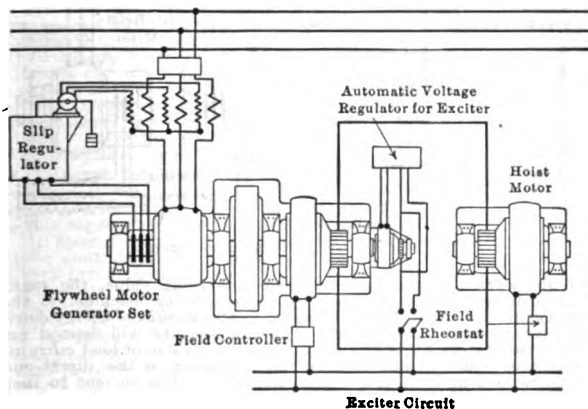 Automatic Voltage
Regulator for Exciter
Slip
Regu-
lator
Hoist
Motor
Flywheel Motor
Generator Set
Field Controller
Field
Rheostat
Exciter Circuit